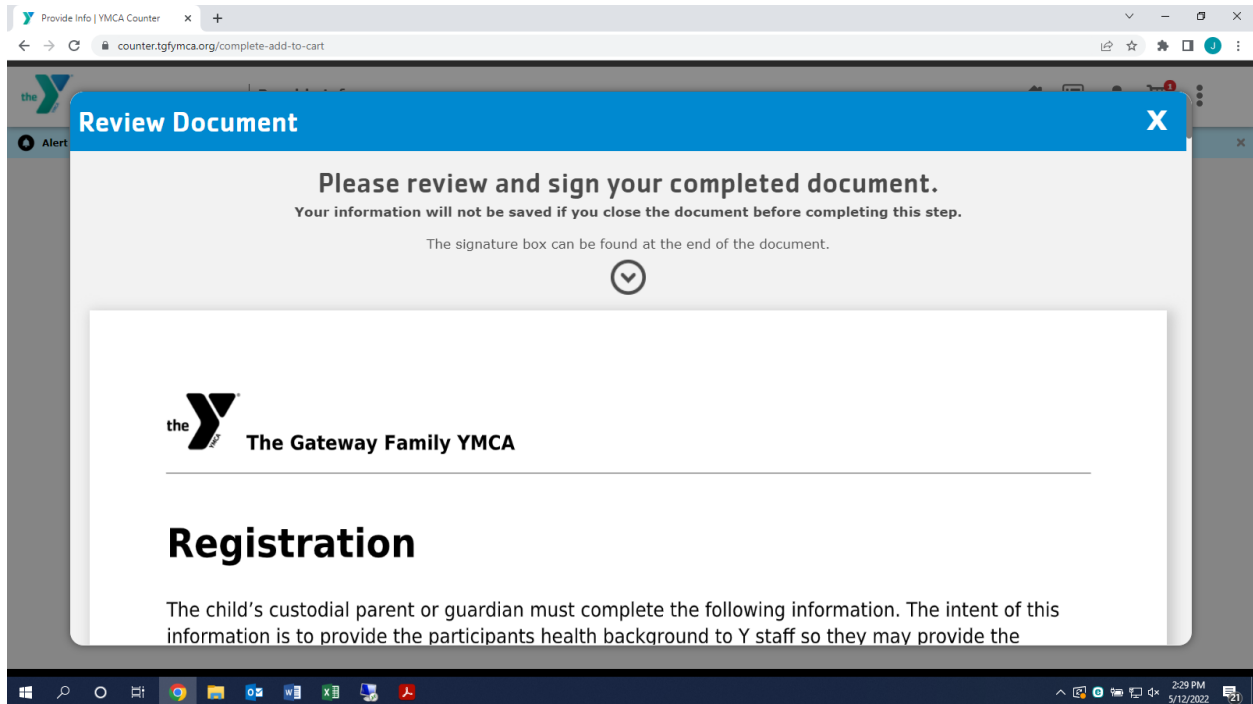 Provide Info | YMCA Counter
counter.tgfymca.org/complete-add-to-cart
J
the
1
Alert
Review Document
X
Please review and sign your completed document.
Your information will not be saved if you close the document before completing this step.
The signature box can be found at the end of the document.
the
YMCA
The Gateway Family YMCA
Registration
The child’s custodial parent or guardian must complete the following information. The intent of this
information is to provide the participants health background to Y staff so they may provide the
2:29 PM
5/12/2022
21